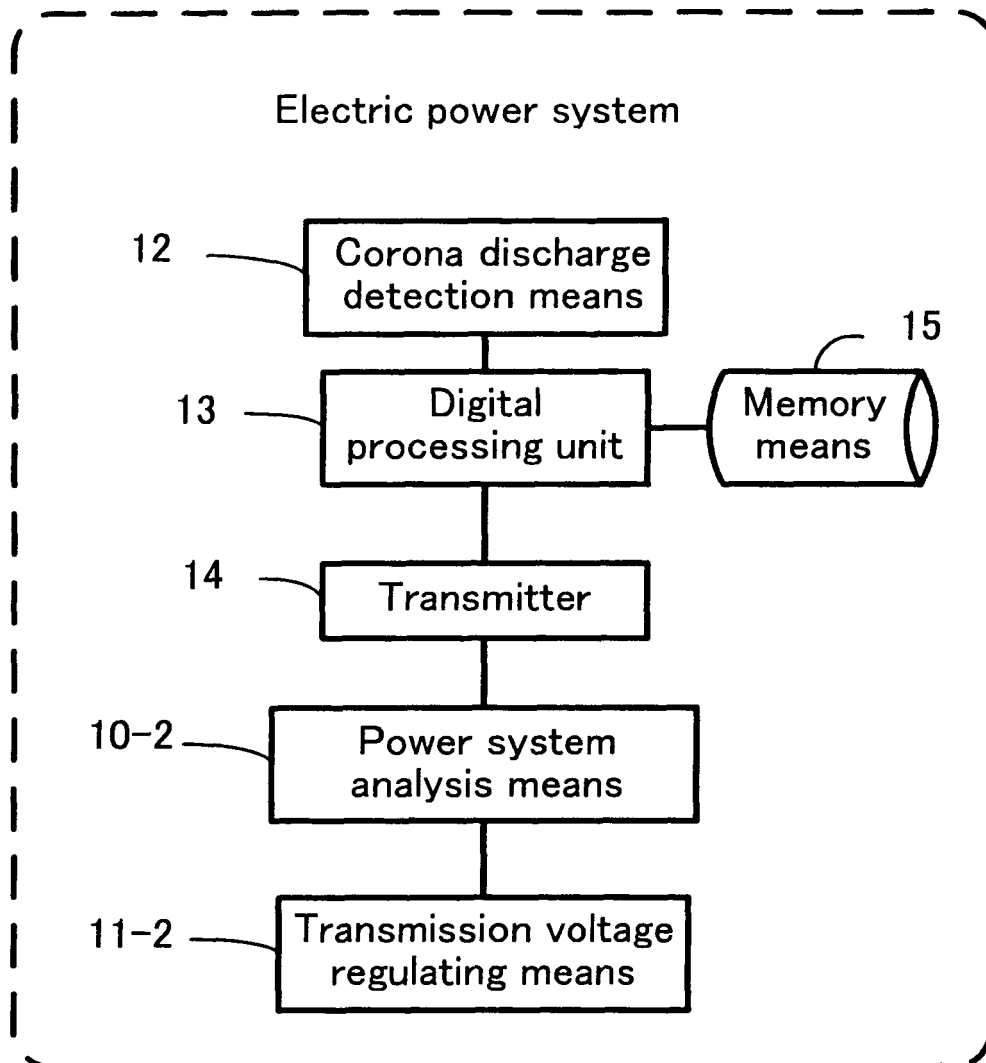 Electric power system
12
Corona discharge
detection means
15
13
Digital
processing unit
Memory
means
14
Transmitter
10-2
Power system
analysis means
11-2
Transmission voltage
regulating means